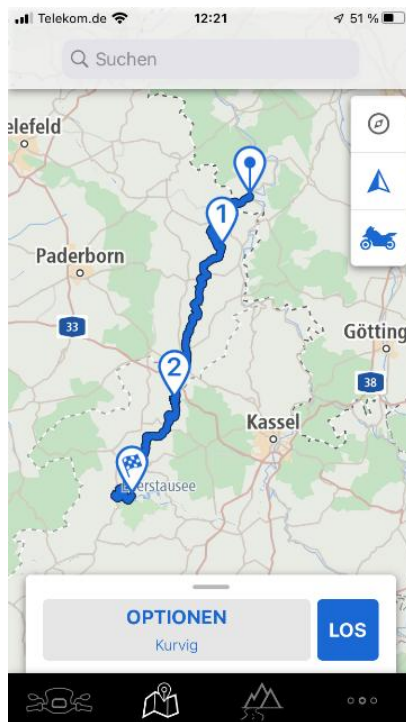 Telekom.de 12:21 51 %
Suchen
elefeld
1
Paderborn
33
Götting
2
38
Kassel
erstausee
OPTIONEN
Kurvig
LOS